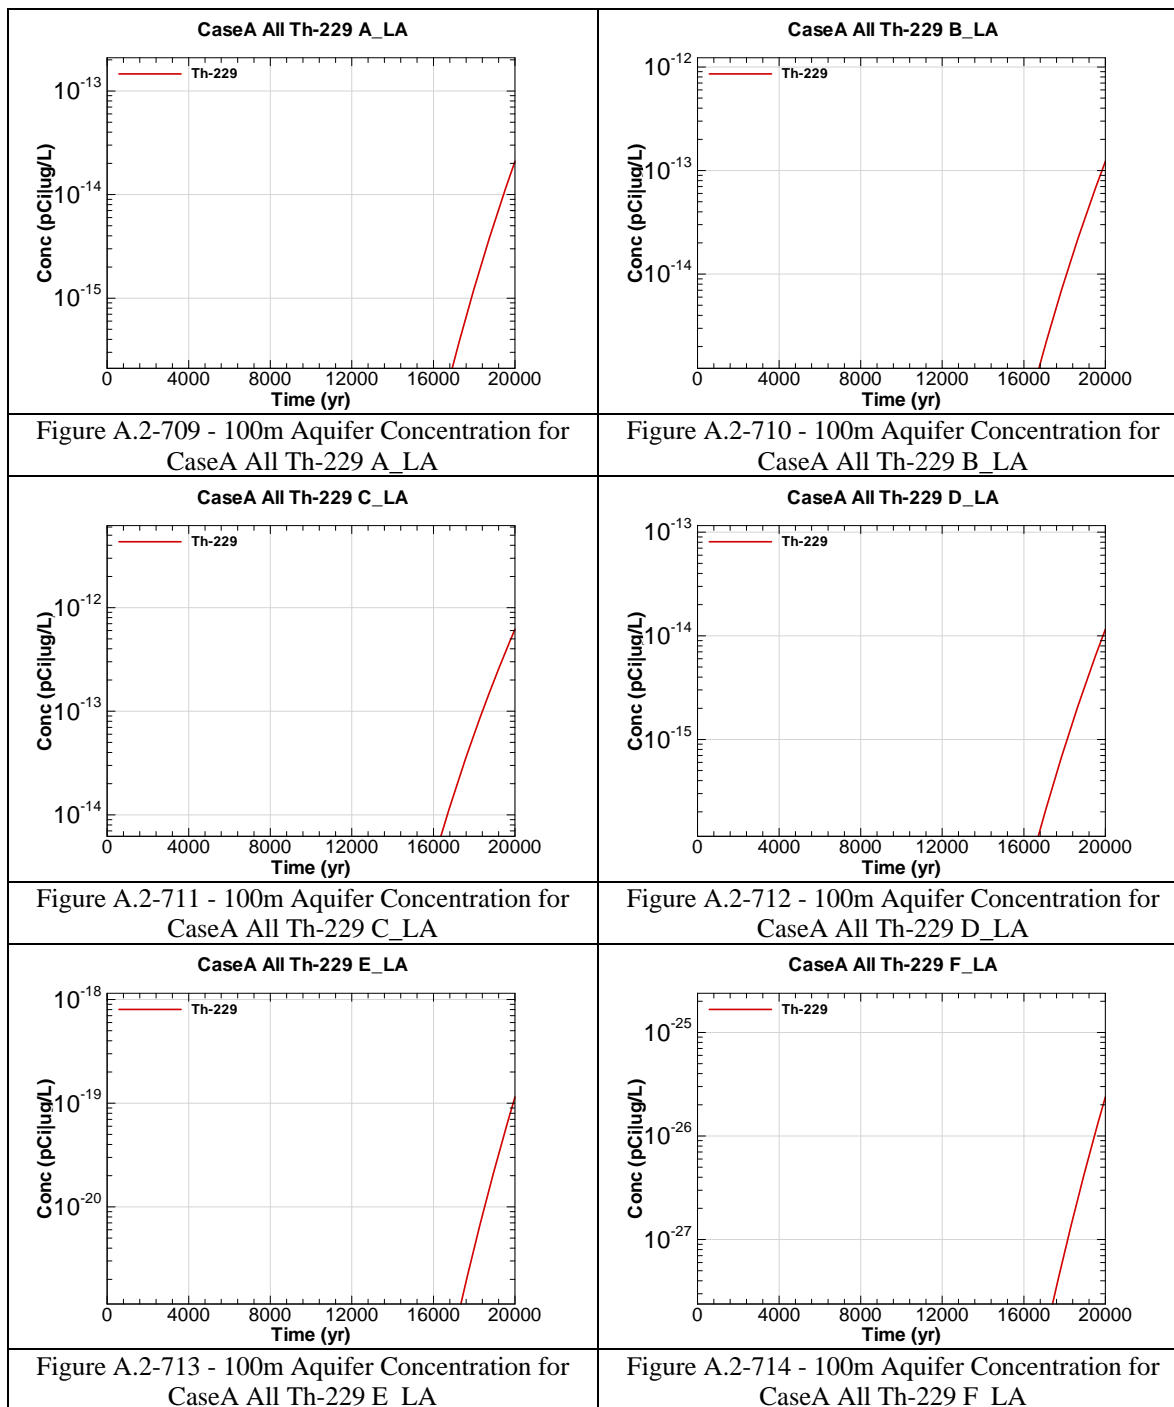 CaseA All Th-229 A_LA
Th-229
10-13
10-14
10-15
Conc (pCi|ug/L)
0 4000 8000 12000 16000 20000
Time (yr)
Figure A.2-709 - 100m Aquifer Concentration for
CaseA All Th-229 A_LA
CaseA All Th-229 B_LA
Th-229
10-12
10-13
10-14
Conc (pCi|ug/L)
0 4000 8000 12000 16000 20000
Time (yr)
Figure A.2-710 - 100m Aquifer Concentration for
CaseA All Th-229 B_LA
CaseA All Th-229 C_LA
Th-229
10-12
10-13
10-14
Conc (pCi|ug/L)
0 4000 8000 12000 16000 20000
Time (yr)
Figure A.2-711 - 100m Aquifer Concentration for
CaseA All Th-229 C_LA
CaseA All Th-229 D_LA
Th-229
10-13
10-14
10-15
Conc (pCi|ug/L)
0 4000 8000 12000 16000 20000
Time (yr)
Figure A.2-712 - 100m Aquifer Concentration for
CaseA All Th-229 D_LA
CaseA All Th-229 E_LA
Th-229
10-18
10-19
10-20
Conc (pCi|ug/L)
0 4000 8000 12000 16000 20000
Time (yr)
Figure A.2-713 - 100m Aquifer Concentration for
CaseA All Th-229 E_LA
CaseA All Th-229 F_LA
Th-229
10-25
10-26
10-27
Conc (pCi|ug/L)
0 4000 8000 12000 16000 20000
Time (yr)
Figure A.2-714 - 100m Aquifer Concentration for
CaseA All Th-229 F_LA